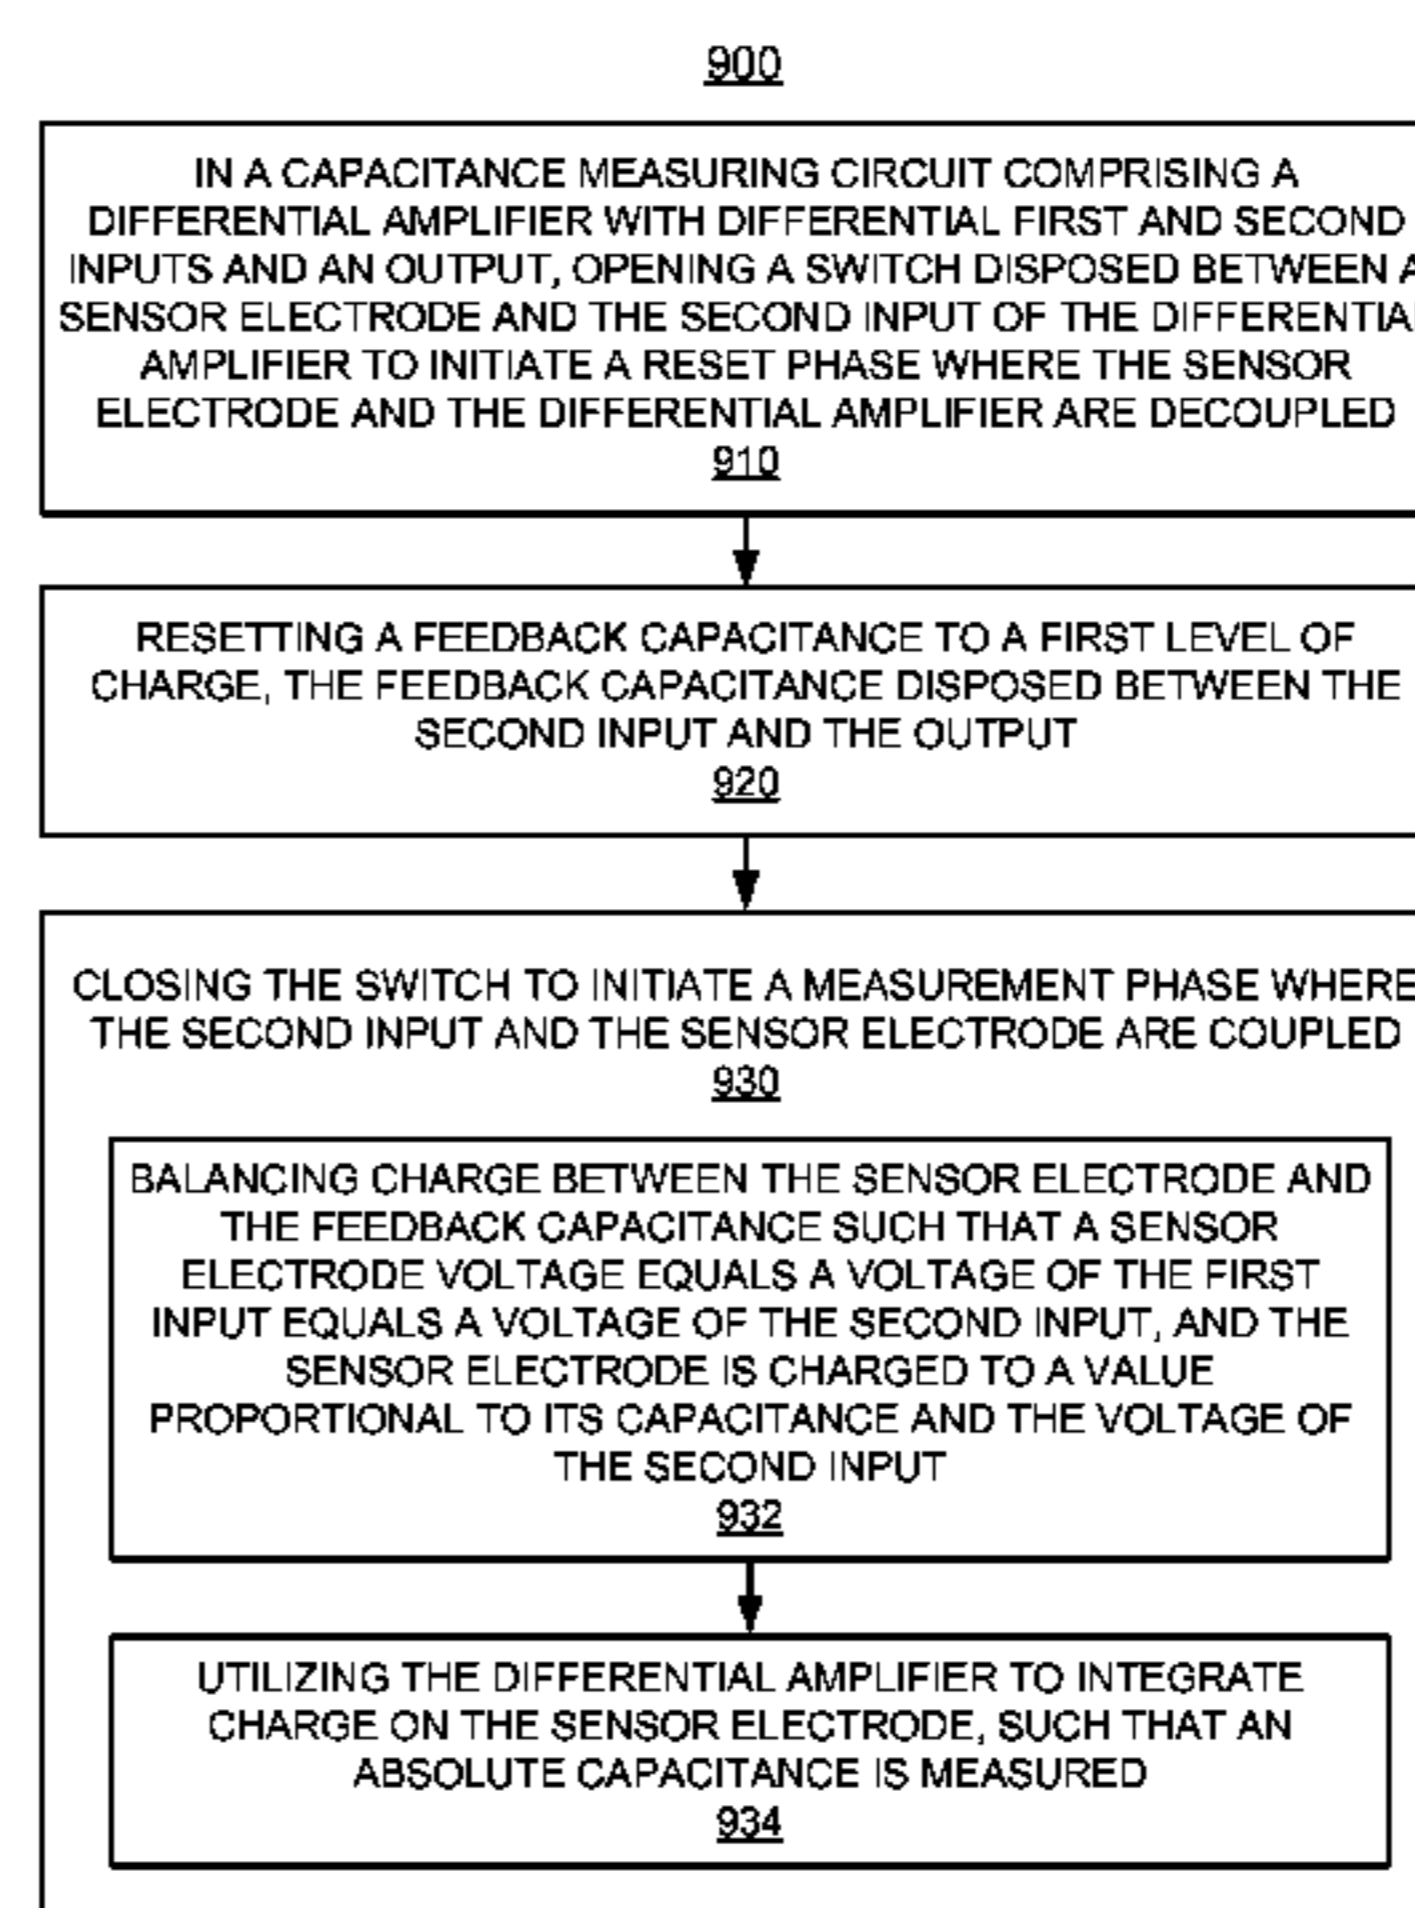 900
IN A CAPACITANCE MEASURING CIRCUIT COMPRISING A
DIFFERENTIAL AMPLIFIER WITH DIFFERENTIAL FIRST AND SECOND
INPUTS AND AN OUTPUT, OPENING A SWITCH DISPOSED BETWEEN A
SENSOR ELECTRODE AND THE SECOND INPUT OF THE DIFFERENTIAL
AMPLIFIER TO INITIATE A RESET PHASE WHERE THE SENSOR
ELECTRODE AND THE DIFFERENTIAL AMPLIFIER ARE DECOUPLED
910
RESETTING A FEEDBACK CAPACITANCE TO A FIRST LEVEL OF
CHARGE, THE FEEDBACK CAPACITANCE DISPOSED BETWEEN THE
SECOND INPUT AND THE OUTPUT
920
CLOSING THE SWITCH TO INITIATE A MEASUREMENT PHASE WHERE
THE SECOND INPUT AND THE SENSOR ELECTRODE ARE COUPLED
930
BALANCING CHARGE BETWEEN THE SENSOR ELECTRODE AND
THE FEEDBACK CAPACITANCE SUCH THAT A SENSOR
ELECTRODE VOLTAGE EQUALS A VOLTAGE OF THE FIRST
INPUT EQUALS A VOLTAGE OF THE SECOND INPUT, AND THE
SENSOR ELECTRODE IS CHARGED TO A VALUE
PROPORTIONAL TO ITS CAPACITANCE AND THE VOLTAGE OF
THE SECOND INPUT
932
UTILIZING THE DIFFERENTIAL AMPLIFIER TO INTEGRATE
CHARGE ON THE SENSOR ELECTRODE, SUCH THAT AN
ABSOLUTE CAPACITANCE IS MEASURED
934